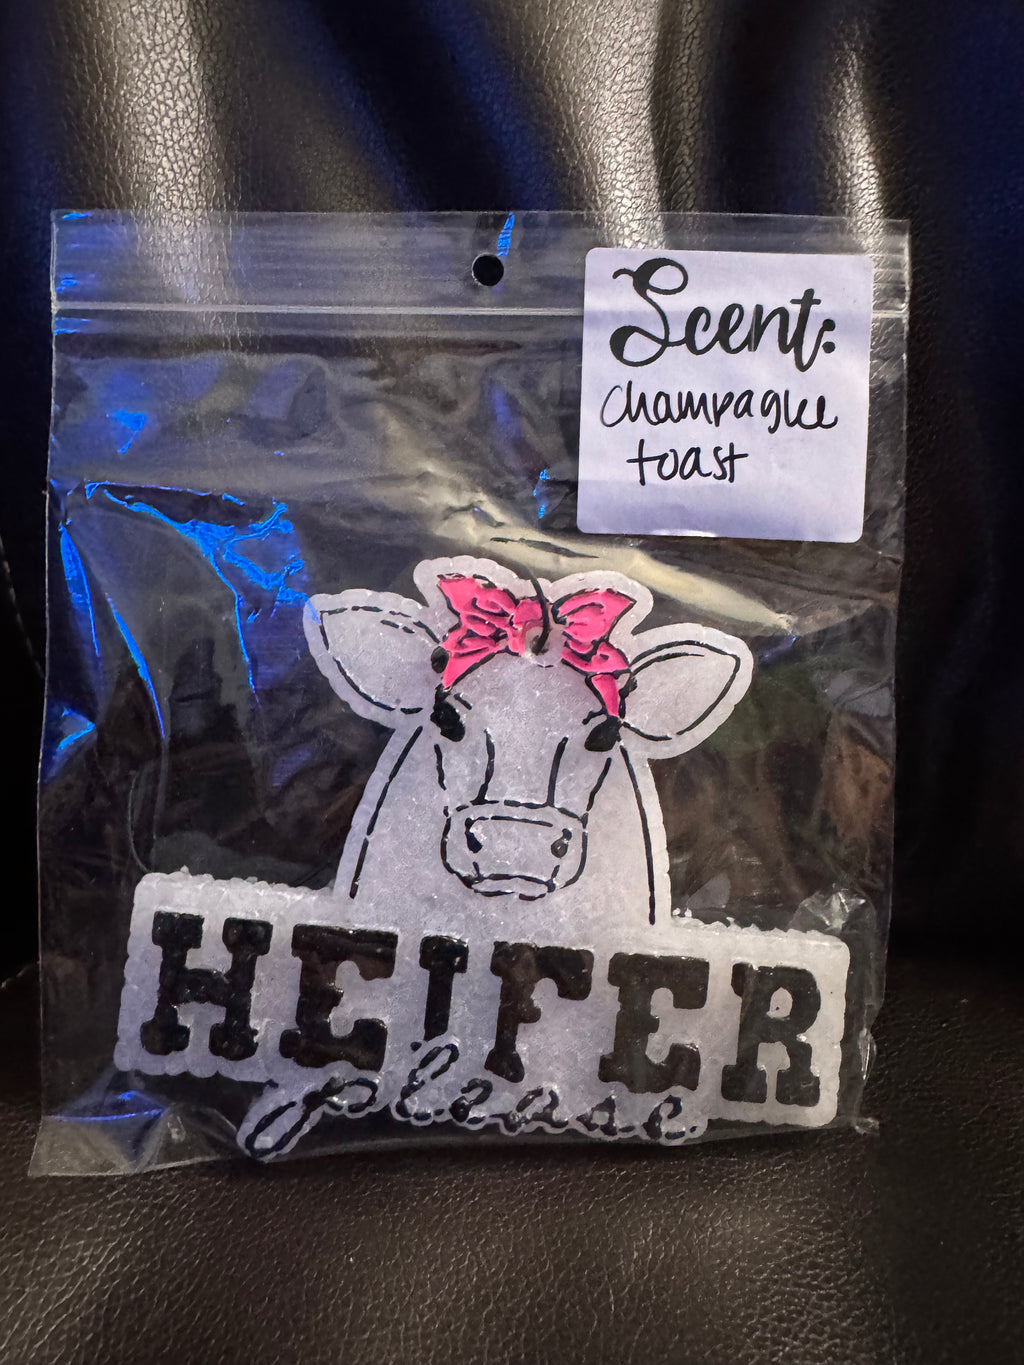 Scent:
champagne
toast
HEIFER
please